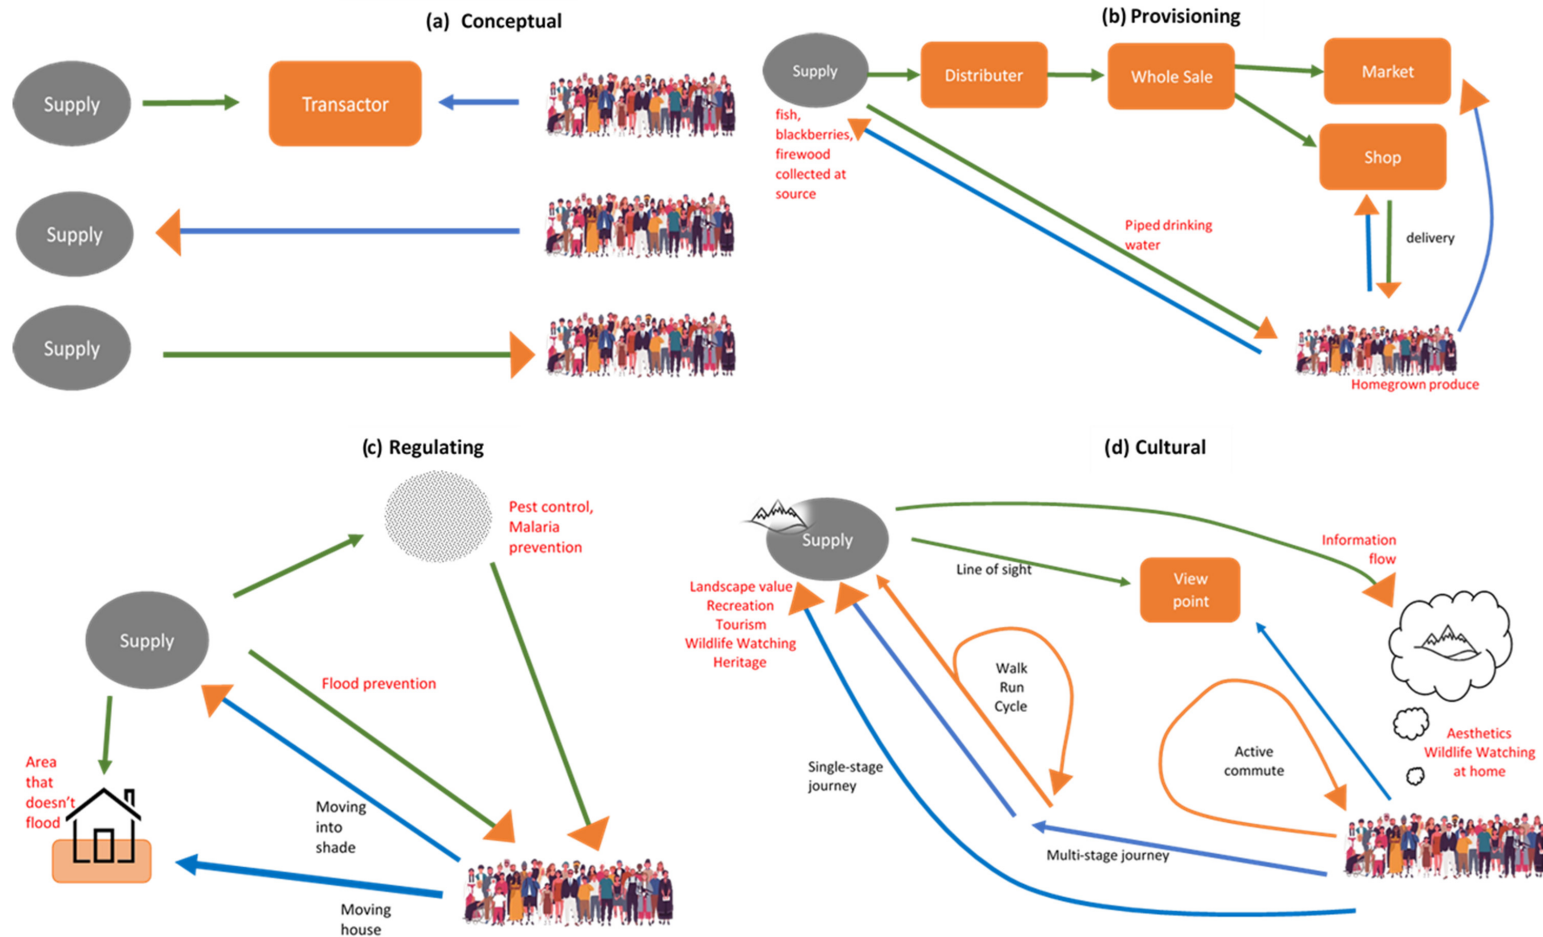 (a) Conceptual
Supply
Transactor
Supply
Supply
(b) Provisioning
Supply
Distributer
Whole Sale
Market
Shop
fish,
blackberries,
firewood
collected at
source
Piped drinking
water
delivery
Homegrown produce
(c) Regulating
Pest control,
Malaria
prevention
Supply
Flood prevention
Area
that
doesn't
flood
Moving
into
shade
Moving
house
(d) Cultural
Supply
Line of sight
View
point
Information
flow
Landscape value
Recreation
Tourism
Wildlife Watching
Heritage
Walk
Run
Cycle
Single-stage
journey
Active
commute
Aesthetics
Wildlife Watching
at home
Multi-stage journey